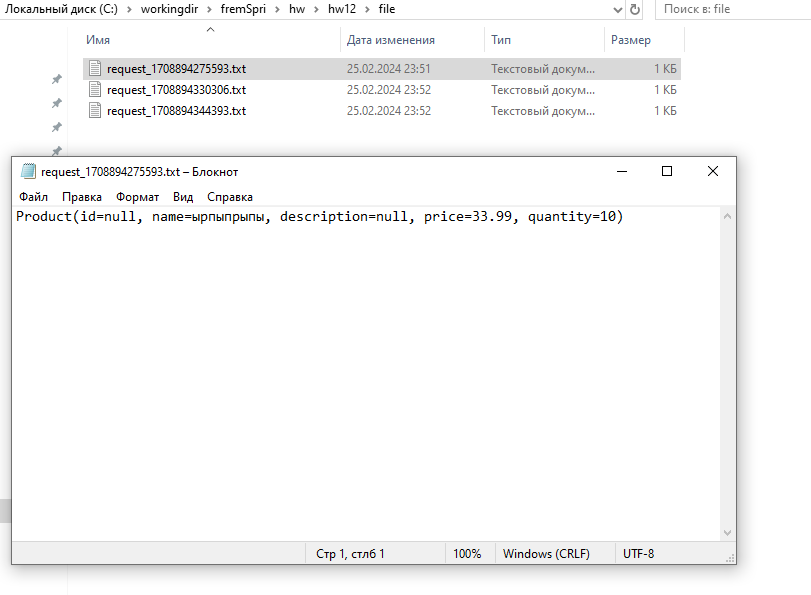 Локальный диск (C:) › workingdir › fremSpri › hw › hw12 › file
Поиск в: file
Имя Дата изменения Тип Размер
request_1708894275593.txt 25.02.2024 23:51 Текстовый докум... 1 КБ
request_1708894330306.txt 25.02.2024 23:52 Текстовый докум... 1 КБ
request_1708894344393.txt 25.02.2024 23:52 Текстовый докум... 1 КБ
request_1708894275593.txt – Блокнот
Файл Правка Формат Вид Справка
Product(id=null, name=ырпыпрыпы, description=null, price=33.99, quantity=10)
Стр 1, стлб 1 100% Windows (CRLF) UTF-8